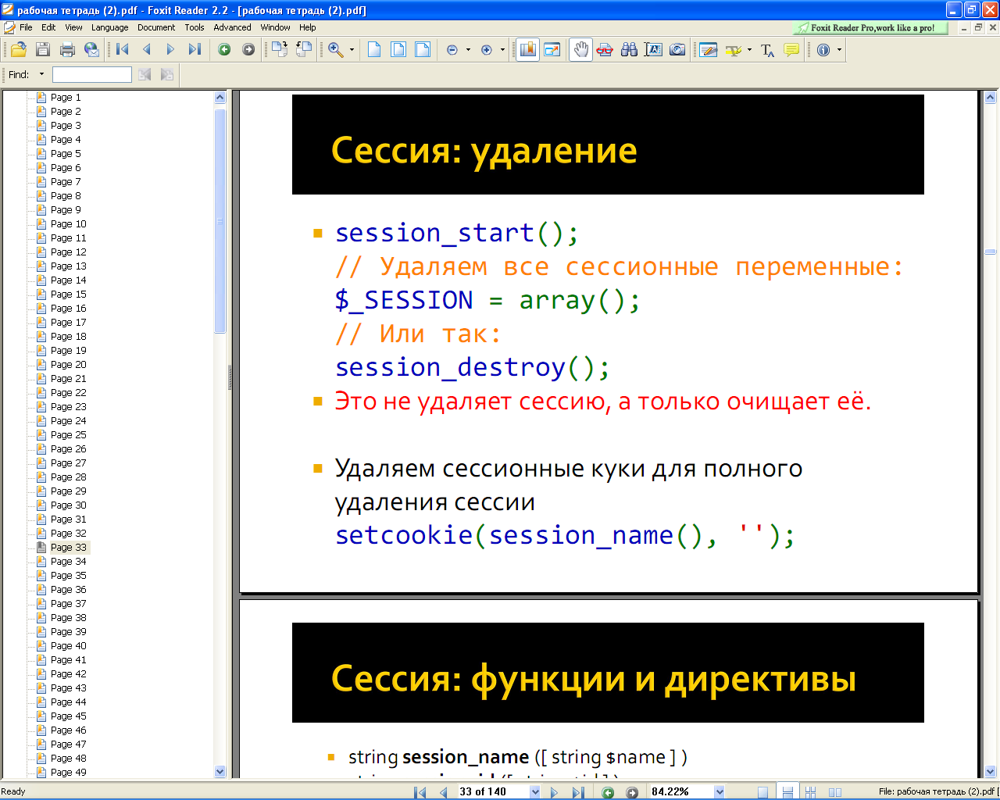 рабочая тетрадь (2).pdf - Foxit Reader 2.2 - [рабочая тетрадь (2).pdf]
File Edit View Language Document Tools Advanced Window Help
Foxit Reader Pro,work like a pro!
Find:
Page 1
Page 2
Page 3
Page 4
Page 5
Page 6
Page 7
Page 8
Page 9
Page 10
Page 11
Page 12
Page 13
Page 14
Page 15
Page 16
Page 17
Page 18
Page 19
Page 20
Page 21
Page 22
Page 23
Page 24
Page 25
Page 26
Page 27
Page 28
Page 29
Page 30
Page 31
Page 32
Page 33
Page 34
Page 35
Page 36
Page 37
Page 38
Page 39
Page 40
Page 41
Page 42
Page 43
Page 44
Page 45
Page 46
Page 47
Page 48
Page 49
Сессия: удаление
session_start();
// Удаляем все сессионные переменные:
$_SESSION = array();
// Или так:
session_destroy();
Это не удаляет сессию, а только очищает её.
Удаляем сессионные куки для полного
удаления сессии
setcookie(session_name(), '');
Сессия: функции и директивы
string session_name ([ string $name ] )
Ready
33 of 140
84.22%
File: рабочая тетрадь (2).pdf [